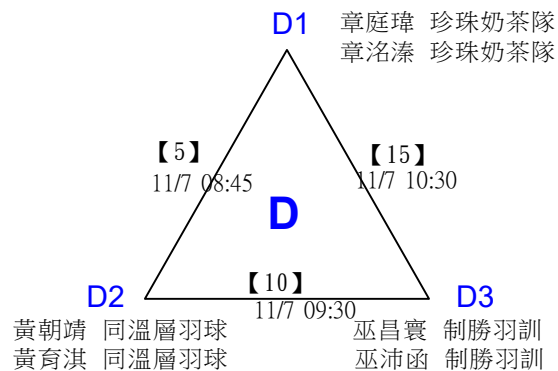 D1
章庭瑋 珍珠奶茶隊
章洺溱 珍珠奶茶隊
【5】
11/7 08:45
【15】
11/7 10:30
D
【10】
11/7 09:30
D2
D3
黃朝靖 同溫層羽球
黃育淇 同溫層羽球
巫昌寰 制勝羽訓
巫沛函 制勝羽訓